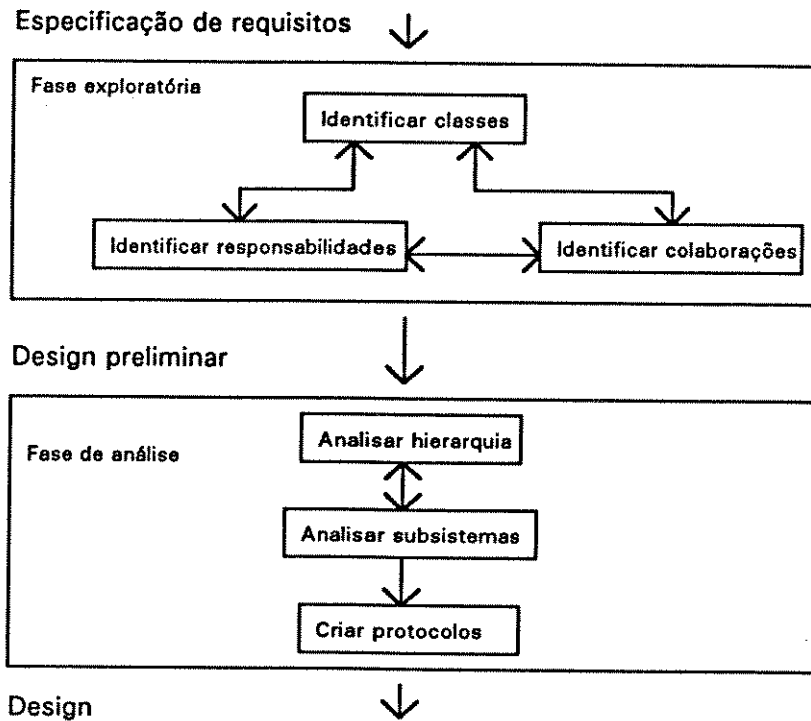 Especificação de requisitos
Fase exploratória
Identificar classes
Identificar responsabilidades
Identificar colaborações
Design preliminar
Analisar hierarquia
Fase de análise
Analisar subsistemas
Criar protocolos
Design